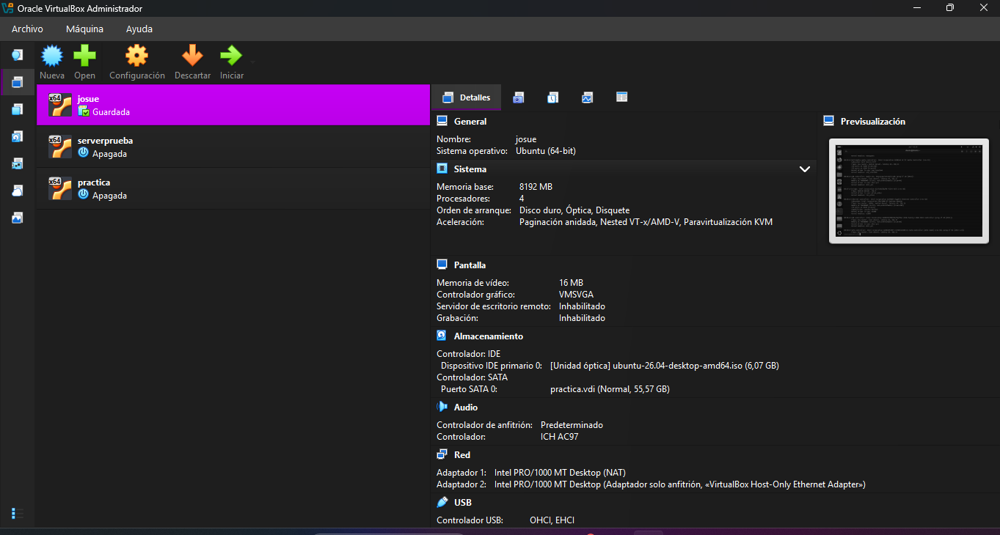 Oracle VirtualBox Administrador
Archivo Máquina Ayuda
Nueva Open Configuración Descartar Iniciar
x64 josue
Guardada
x64 serverprueba
Apagada
x64 practica
Apagada
Detalles
General
Nombre: josue
Sistema operativo: Ubuntu (64-bit)
Previsualización
Sistema
Memoria base: 8192 MB
Procesadores: 4
Orden de arranque: Disco duro, Óptica, Disquete
Aceleración: Paginación anidada, Nested VT-x/AMD-V, Paravirtualización KVM
Pantalla
Memoria de vídeo: 16 MB
Controlador gráfico: VMSVGA
Servidor de escritorio remoto: Inhabilitado
Grabación: Inhabilitado
Almacenamiento
Controlador: IDE
Dispositivo IDE primario 0: [Unidad óptica] ubuntu-26.04-desktop-amd64.iso (6,07 GB)
Controlador: SATA
Puerto SATA 0: practica.vdi (Normal, 55,57 GB)
Audio
Controlador de anfitrión: Predeterminado
Controlador: ICH AC97
Red
Adaptador 1: Intel PRO/1000 MT Desktop (NAT)
Adaptador 2: Intel PRO/1000 MT Desktop (Adaptador solo anfitrión, «VirtualBox Host-Only Ethernet Adapter»)
USB
Controlador USB: OHCI, EHCI